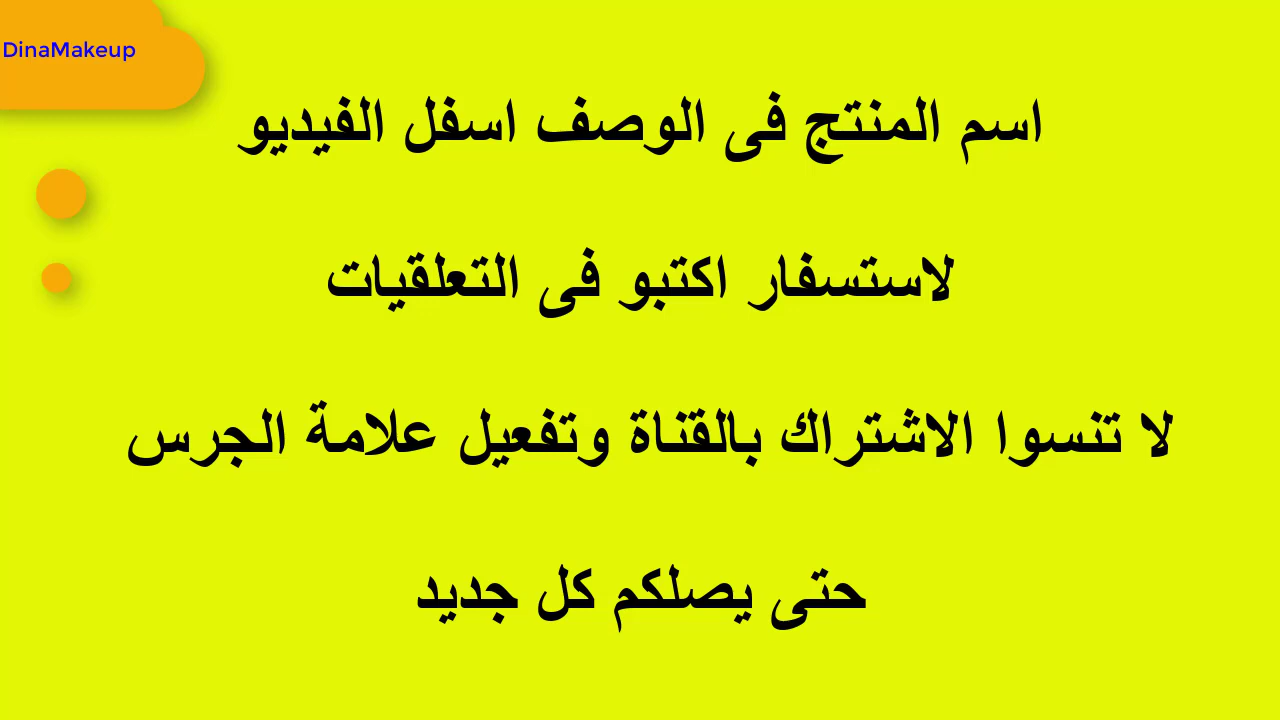 DinaMakeup
اسم المنتج فى الوصف اسفل الفيديو
لاستسفار اكتبو فى التعلقيات
لا تنسوا الاشتراك بالقناة وتفعيل علامة الجرس
حتى يصلكم كل جديد